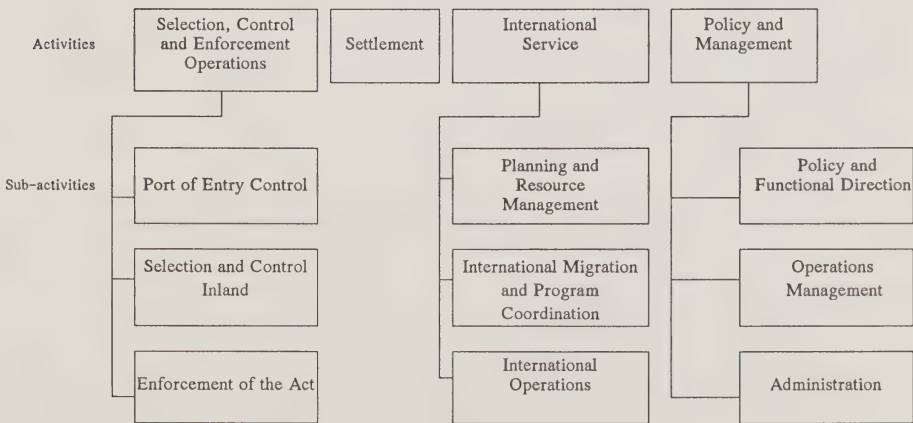 Activities
Selection, Control
and Enforcement
Operations
Settlement
International
Service
Policy and
Management
Sub-activities
Port of Entry Control
Planning and
Resource
Management
Policy and
Functional Direction
Selection and Control
Inland
International Migration
and Program
Coordination
Operations
Management
Enforcement of the Act
International
Operations
Administration